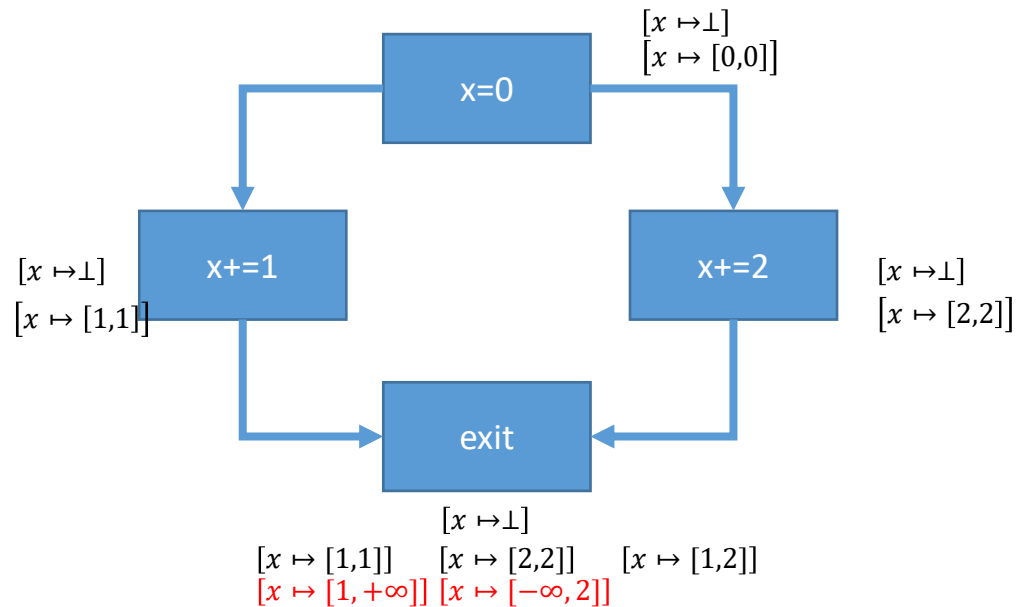 [x ↦⊥]
[x ↦ [0,0]]
x=0
x+=1
x+=2
[x ↦⊥]
[x ↦ [1,1]]
[x ↦⊥]
[x ↦ [2,2]]
exit
[x ↦⊥]
[x ↦ [1,1]] [x ↦ [2,2]] [x ↦ [1,2]]
[x ↦ [1, +∞]] [x ↦ [−∞, 2]]